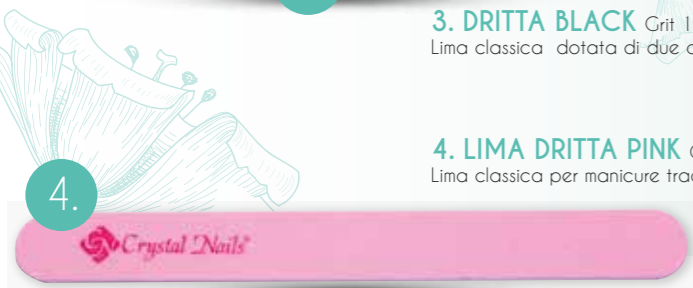 3. DRITTA BLACK Grit 1
Lima classica dotata di due
4. LIMA DRITTA PINK
Lima classica per manicure
4.
Crystal Nails®